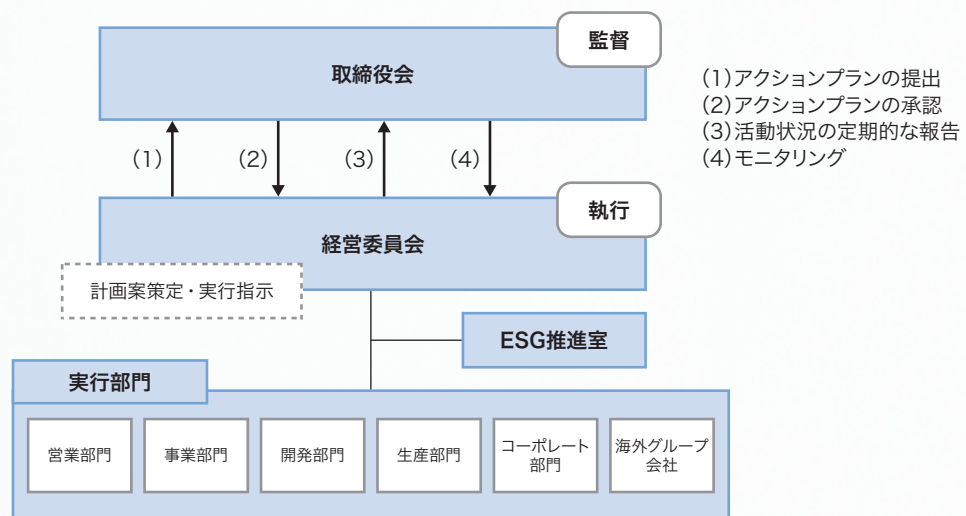 監督
取締役会
(1)アクションプランの提出
(2)アクションプランの承認
(3)活動状況の定期的な報告
(4)モニタリング
(1)
(2)
(3)
(4)
執行
経営委員会
計画案策定・実行指示
ESG推進室
実行部門
営業部門
事業部門
開発部門
生産部門
コーポレート
部門
海外グループ
会社